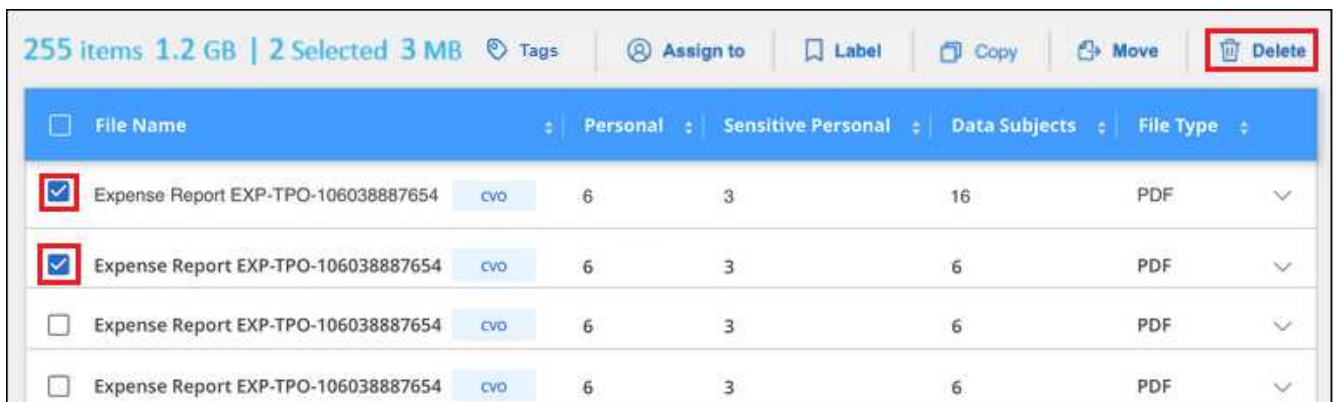 255 items 1.2 GB | 2 Selected 3 MB Tags Assign to Label Copy Move Delete
File Name Personal Sensitive Personal Data Subjects File Type
Expense Report EXP-TPO-106038887654 CVO 6 3 16 PDF
Expense Report EXP-TPO-106038887654 CVO 6 3 6 PDF
Expense Report EXP-TPO-106038887654 CVO 6 3 6 PDF
Expense Report EXP-TPO-106038887654 CVO 6 3 6 PDF